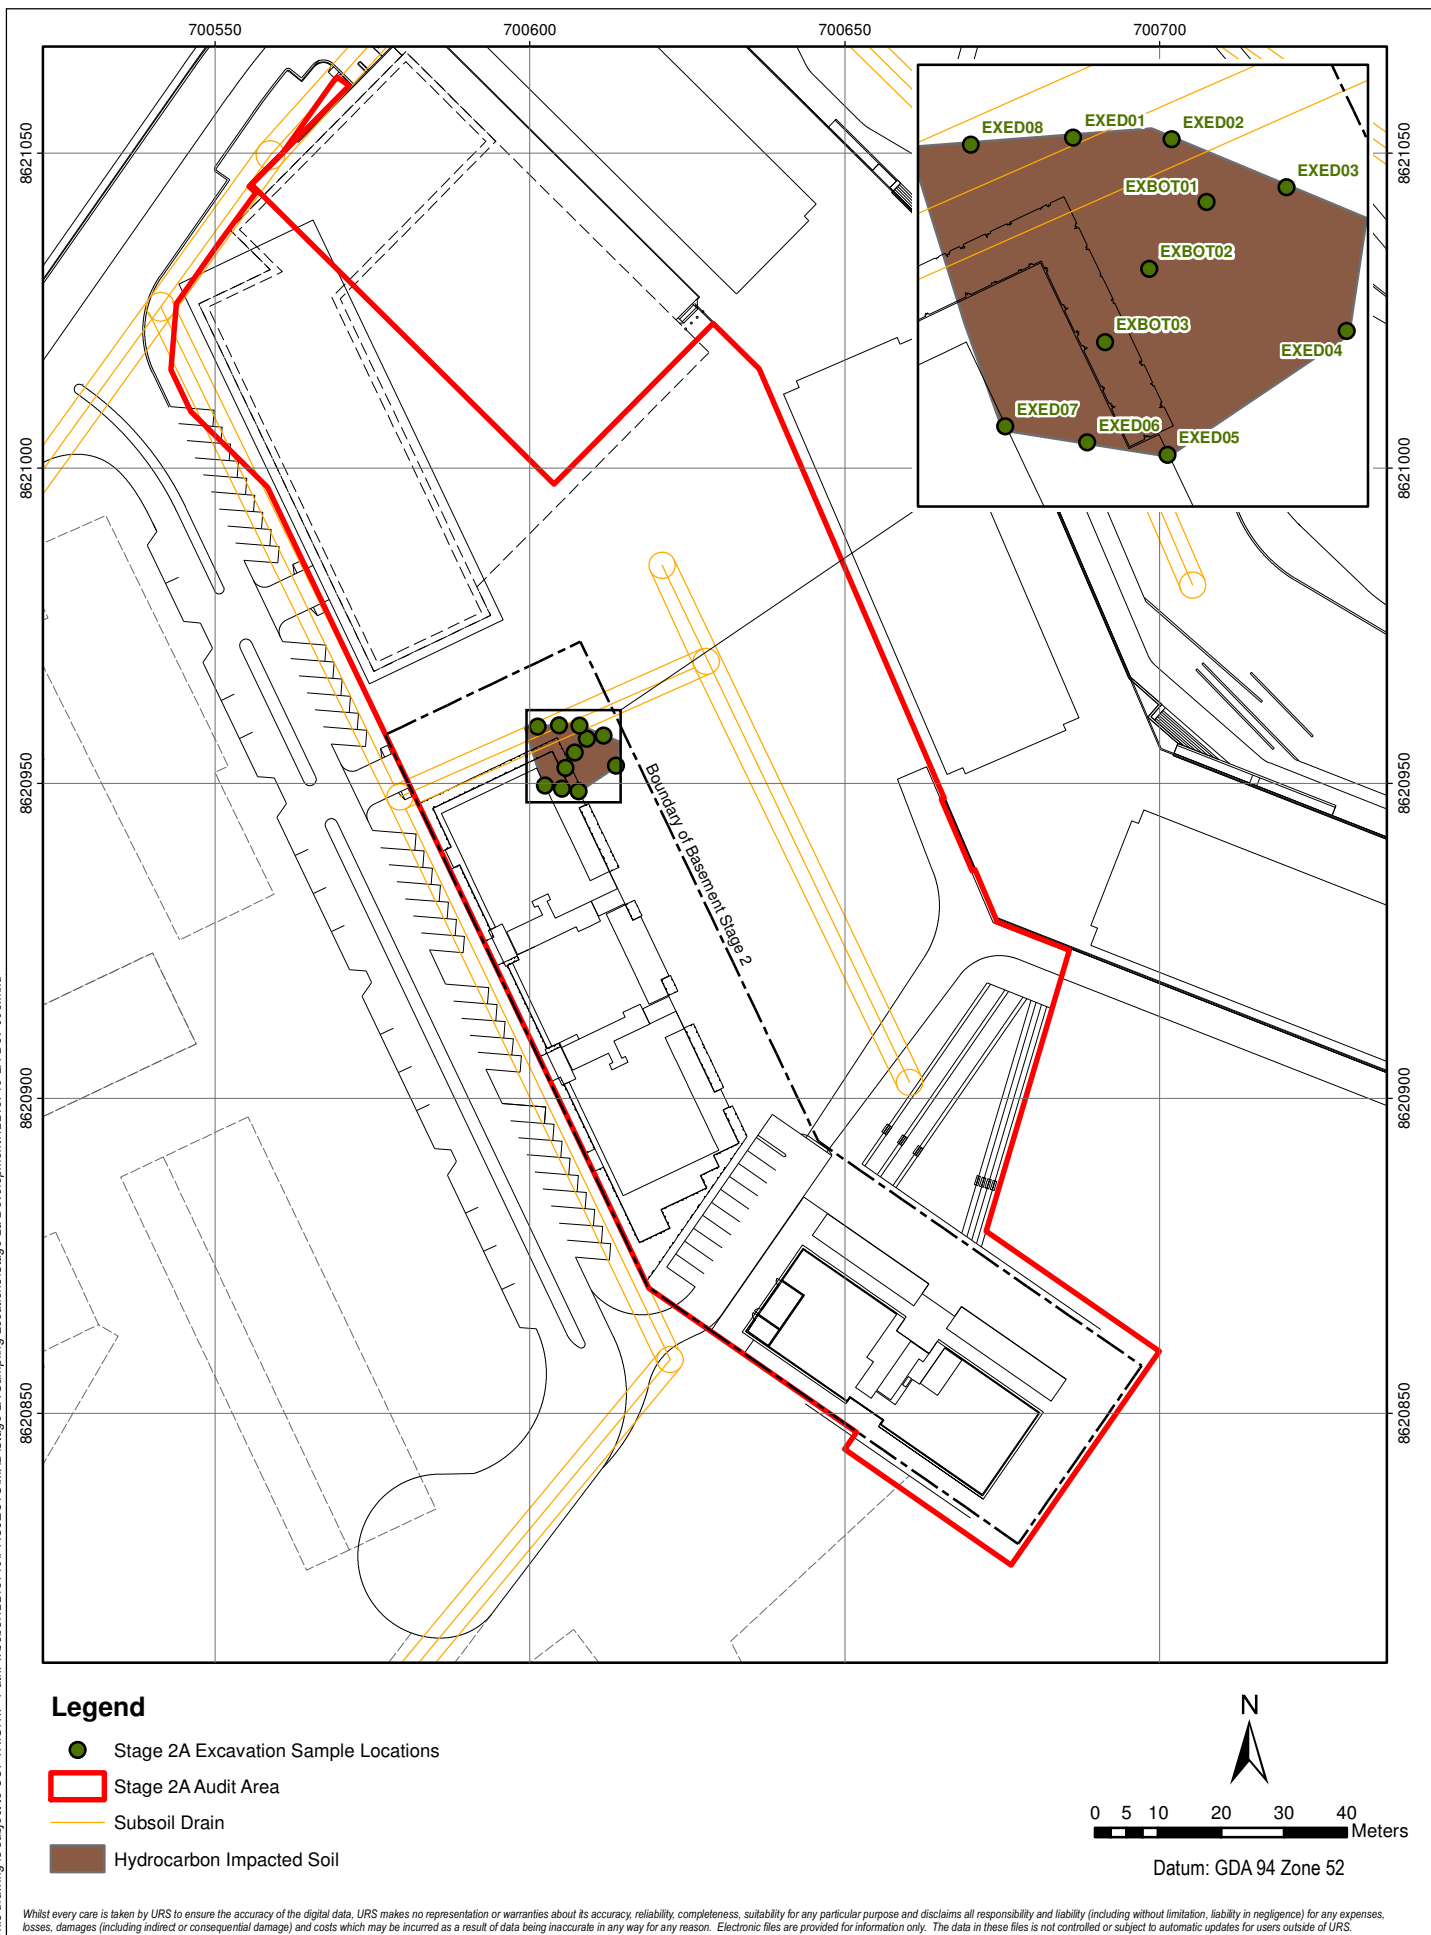 700550
700600
700650
700700
8621050
8621050
EXED08
EXED01
EXED02
EXED03
EXBOT01
EXBOT02
EXBOT03
EXED04
EXED07
EXED06
EXED05
8621000
8621000
8620950
8620950
Boundary of Basement Stage 2
8620900
8620900
8620850
8620850
Legend
Stage 2A Excavation Sample Locations
Stage 2A Audit Area
Subsoil Drain
Hydrocarbon Impacted Soil
N
0 5 10 20 30 40
Meters
Datum: GDA 94 Zone 52
Whilst every care is taken by URS to ensure the accuracy of the digital data, URS makes no representation or warranties about its accuracy, reliability, completeness, suitability for any particular purpose and disclaims all responsibility and liability (including without limitation, liability in negligence) for any expenses,
losses, damages (including indirect or consequential damage) and costs which may be incurred as a result of data being inaccurate in any way for any reason. Electronic files are provided for information only. The data in these files is not controlled or subject to automatic updates for users outside of URS.